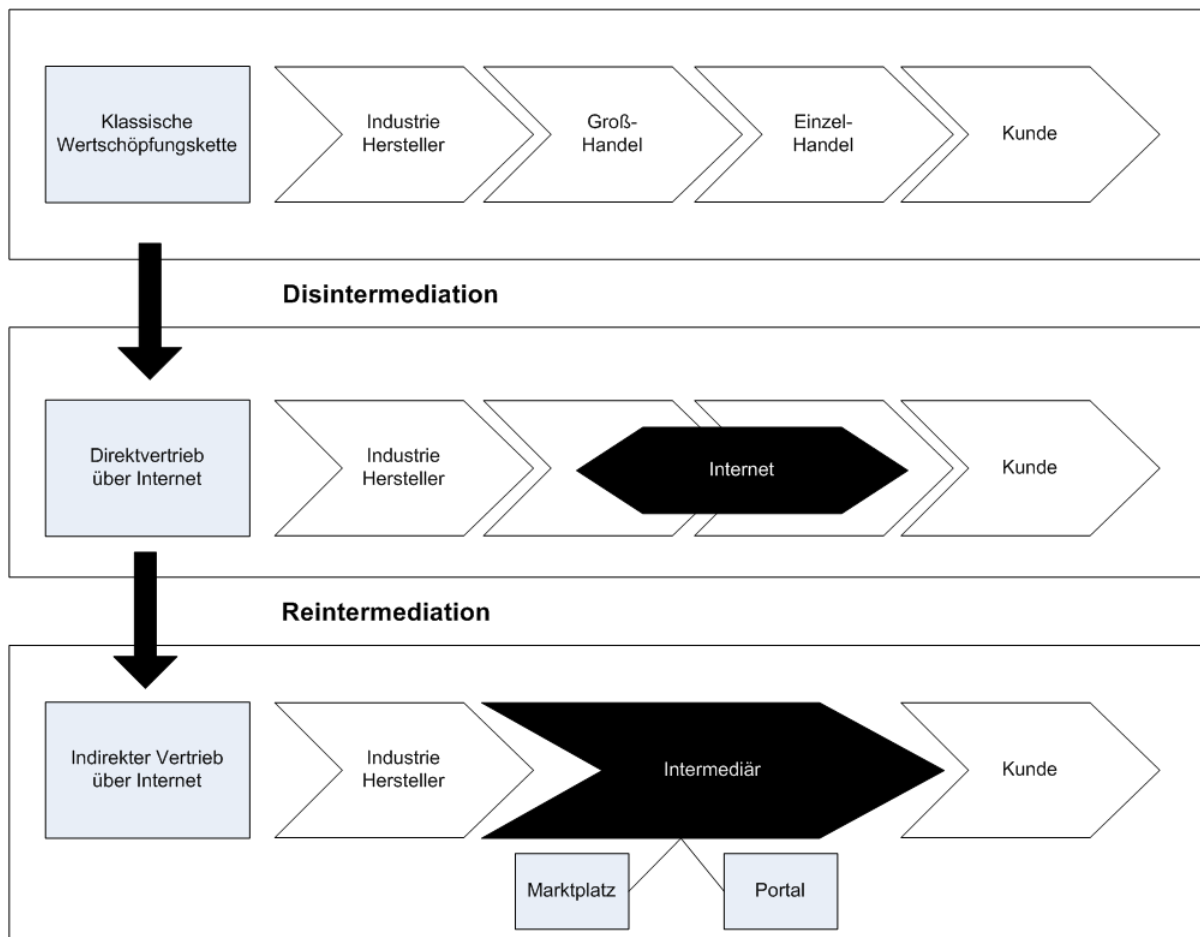 Klassische
Wertschöpfungskette
Industrie
Hersteller
Groß-
Handel
Einzel-
Handel
Kunde
Disintermediation
Direktvertrieb
über Internet
Industrie
Hersteller
Internet
Kunde
Reintermediation
Indirekter Vertrieb
über Internet
Industrie
Hersteller
Intermediär
Kunde
Marktplatz
Portal